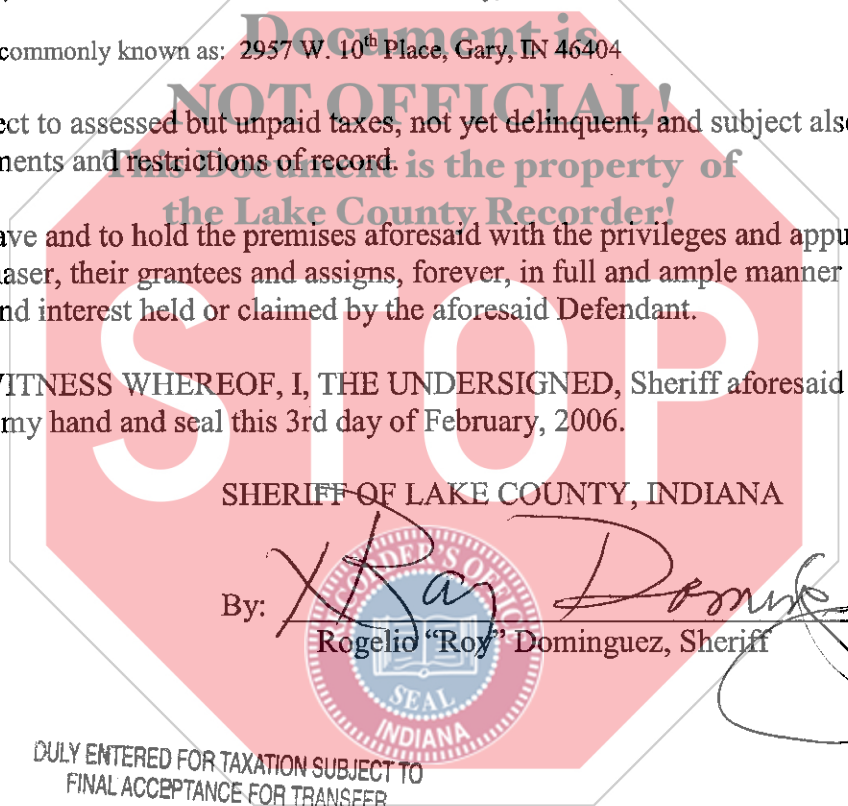 commonly known as: 2957 W. 10th Place, Gary, IN 46404
Document is
NOT OFFICIAL!
ect to assessed but unpaid taxes, not yet delinquent, and subject also
ments and restrictions of record.
This Document is the property of
the Lake County Recorder!
ave and to hold the premises aforesaid with the privileges and appu
aser, their grantees and assigns, forever, in full and ample manner
nd interest held or claimed by the aforesaid Defendant.
STOP
ITNESS WHEREOF, I, THE UNDERSIGNED, Sheriff aforesaid
my hand and seal this 3rd day of February, 2006.
SHERIFF OF LAKE COUNTY, INDIANA
By:
Rogelio “Roy” Dominguez, Sheriff
RECORDER'S OFFICE
SEAL
INDIANA
DULY ENTERED FOR TAXATION SUBJECT TO
FINAL ACCEPTANCE FOR TRANSFER